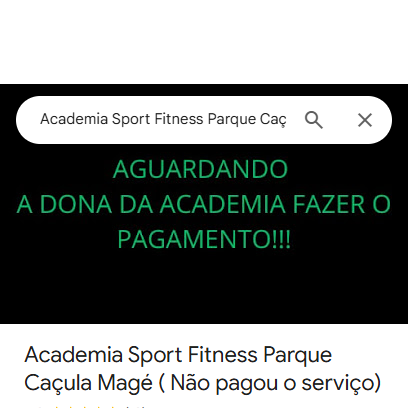 Academia Sport Fitness Parque Caç
AGUARDANDO
A DONA DA ACADEMIA FAZER O
PAGAMENTO!!!
Academia Sport Fitness Parque
Caçula Magé ( Não pagou o serviço)